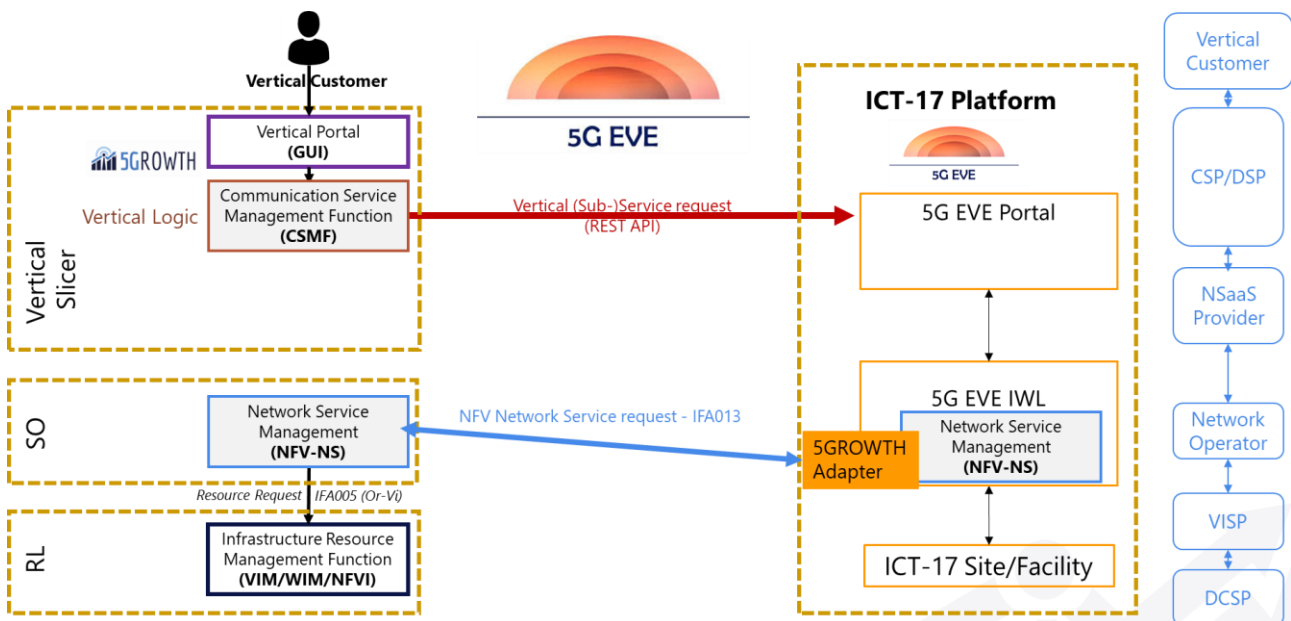 Vertical Customer
5GROWTH
Vertical Portal
(GUI)
Vertical Logic
Communication Service
Management Function
(CSMF)
Vertical
Slicer
5G EVE
Vertical (Sub-)Service request
(REST API)
SO
Network Service
Management
(NFV-NS)
NFV Network Service request - IFA013
Resource Request
IFA005 (Or-Vi)
RL
Infrastructure Resource
Management Function
(VIM/WIM/NFVI)
ICT-17 Platform
5G EVE
5G EVE Portal
5G EVE IWL
5GROWTH
Adapter
Network Service
Management
(NFV-NS)
ICT-17 Site/Facility
Vertical
Customer
CSP/DSP
NSaaS
Provider
Network
Operator
VISP
DCSP